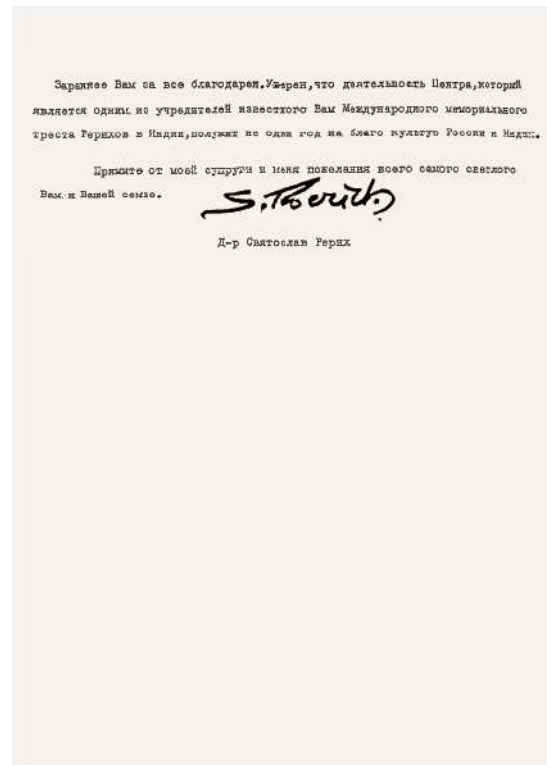 Заранее Вам за все благодарен.Уверен,что деятельность Центра,который
является одним из учредителей известного Вам Международного мемориального
треста Рерихов в Индии,послужит не один год на благо культур России и Индии.
Примите от моей супруги и меня пожелания всего самого светлого
Вам и Вашей семье.
S. Roerich
Д-р Святослав Рерих